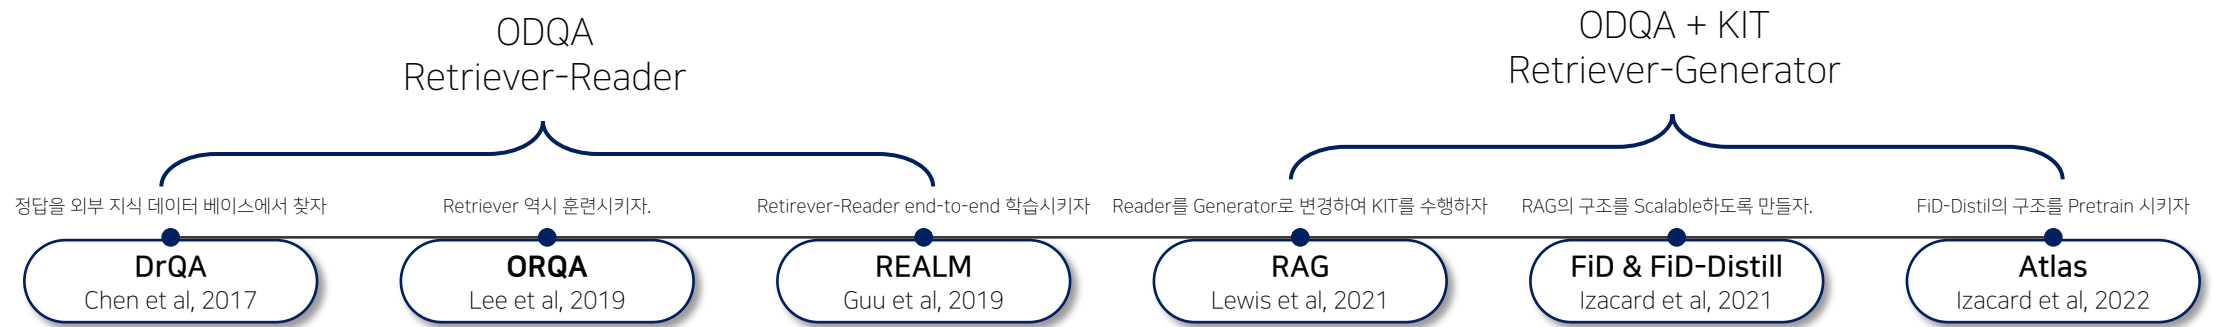 ODQA
Retriever-Reader
ODQA + KIT
Retriever-Generator
정답을 외부 지식 데이터 베이스에서 찾자
Retriever 역시 훈련시키자.
Retirever-Reader end-to-end 학습시키자
Reader를 Generator로 변경하여 KIT를 수행하자
RAG의 구조를 Scalable하도록 만들자.
FiD-Distil의 구조를 Pretrain 시키자
DrQA
Chen et al, 2017
ORQA
Lee et al, 2019
REALM
Guu et al, 2019
RAG
Lewis et al, 2021
FiD & FiD-Distill
Izacard et al, 2021
Atlas
Izacard et al, 2022